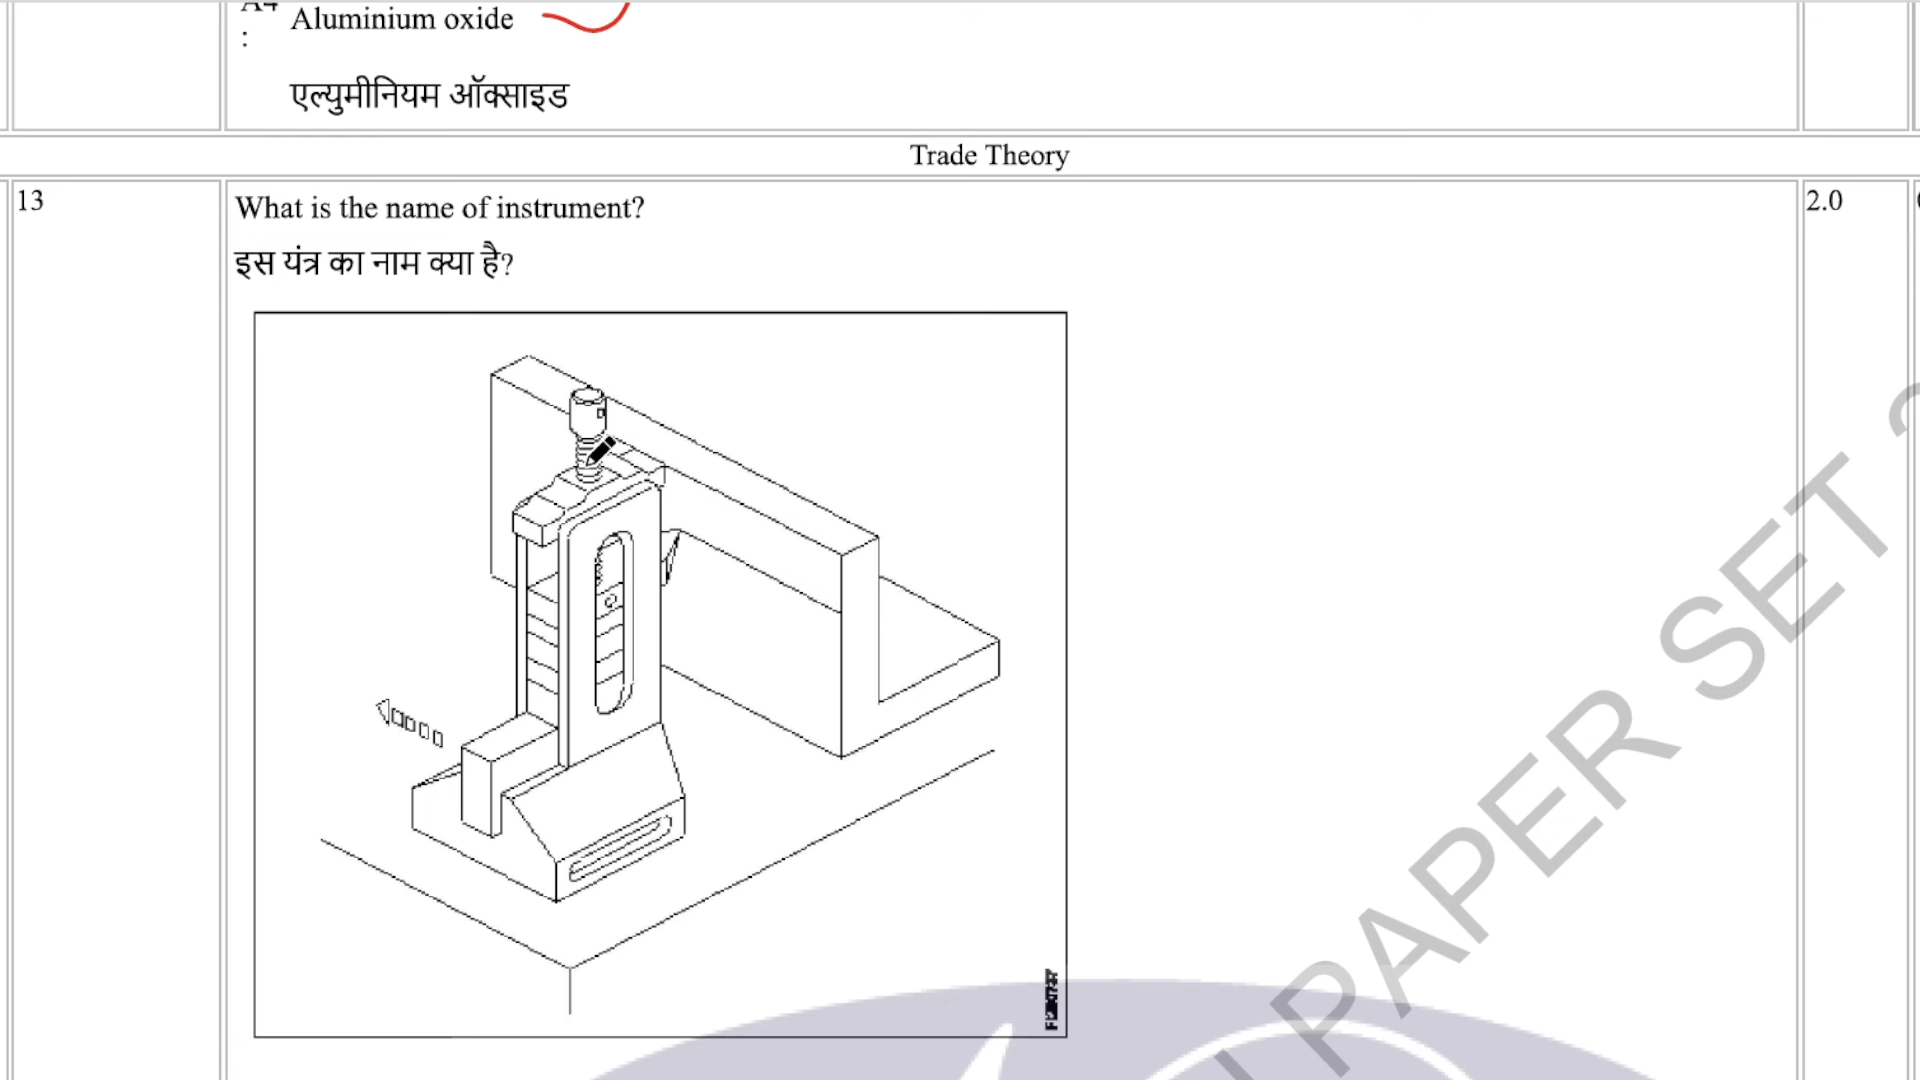 Aluminium oxide
:
एल्युमीनियम ऑक्साइड
Trade Theory
13
What is the name of instrument?
2.0
इस यंत्र का नाम क्या है?
PAPER SET